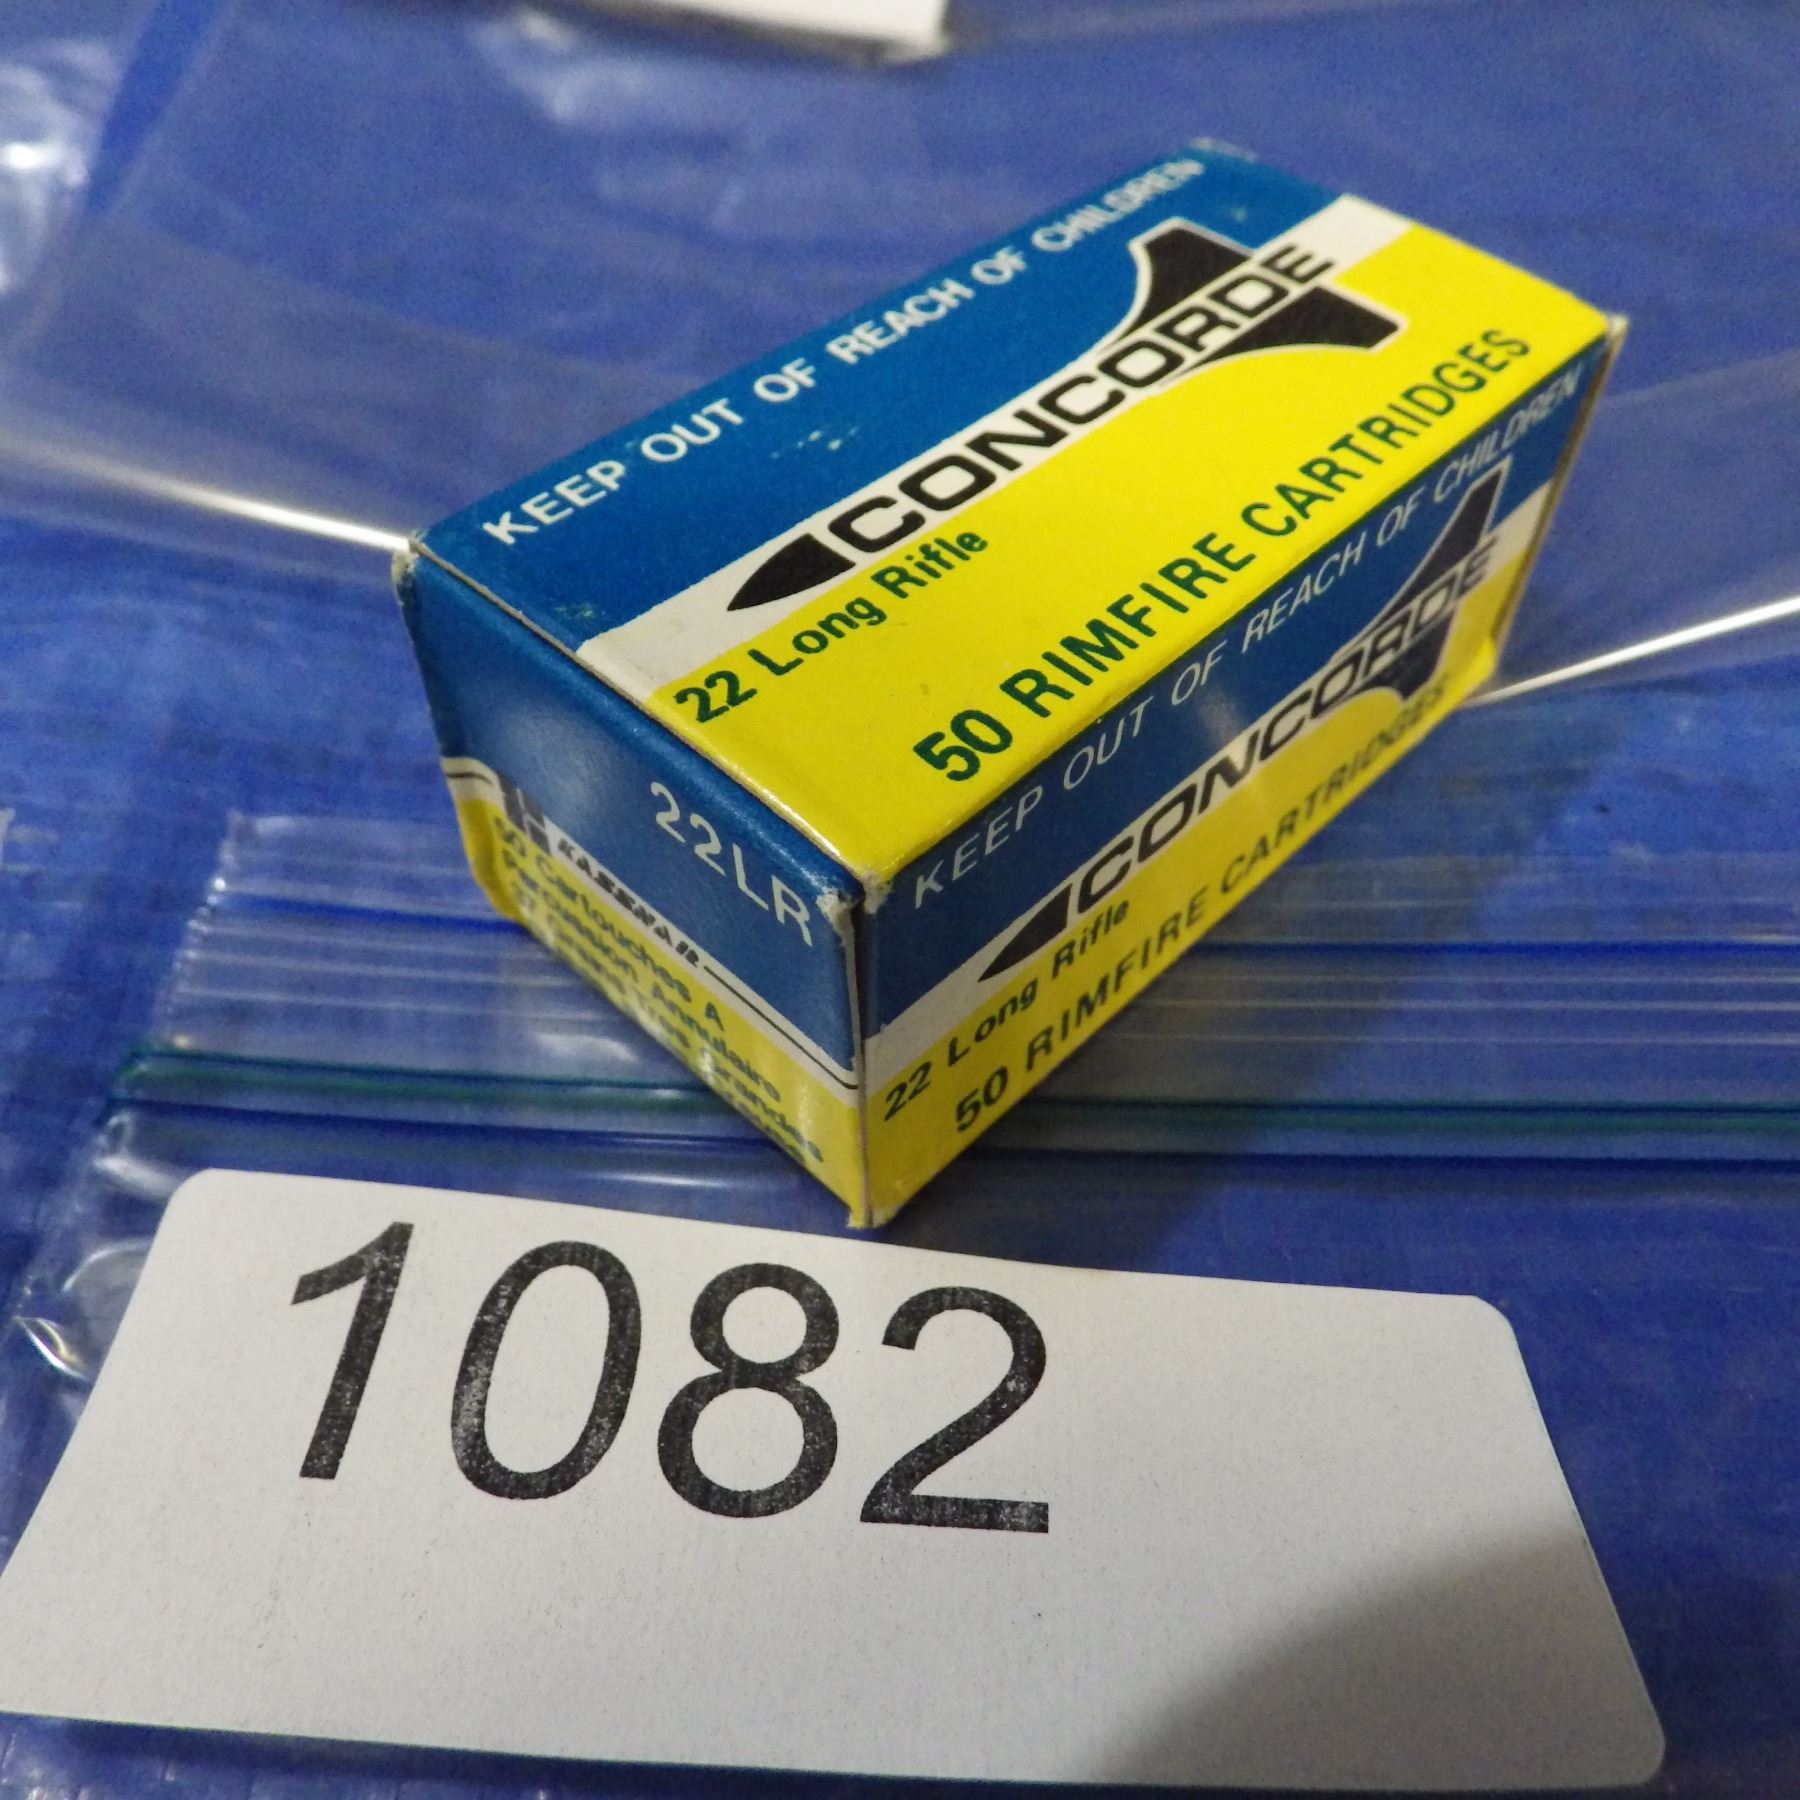 KEEP OUT OF REACH OF CHILDREN
CONCORDE
22 Long Rifle
50 RIMFIRE CARTRIDGES
KEEP OUT OF REACH OF CHILDREN
CONCORDE
22 Long Rifle
50 RIMFIRE CARTRIDGES
22LR
KASSNAR
50 Cartouches A
Percussion Annulaire
1082